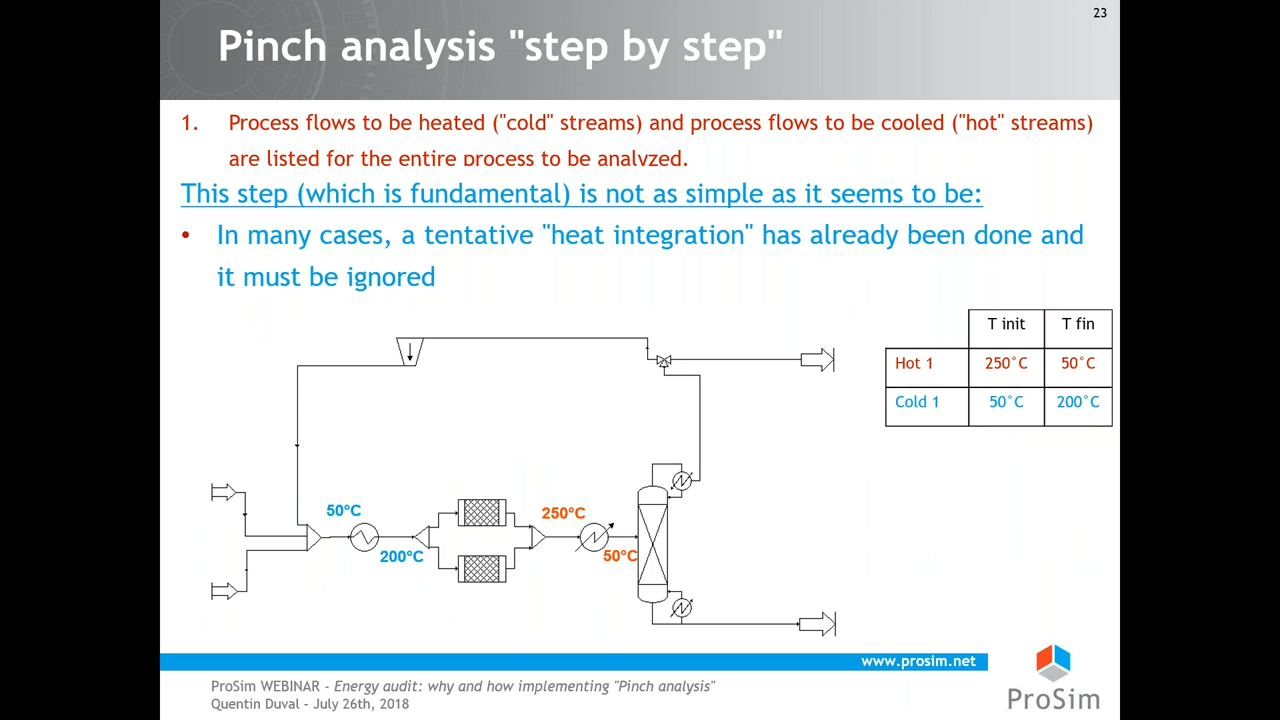 23
Pinch analysis "step by step"
1. Process flows to be heated ("cold" streams) and process flows to be cooled ("hot" streams)
are listed for the entire process to be analyzed.
This step (which is fundamental) is not as simple as it seems to be:
• In many cases, a tentative "heat integration" has already been done and
it must be ignored
T init T fin
Hot 1 250°C 50°C
Cold 1 50°C 200°C
50°C
250°C
200°C
50°C
www.prosim.net
ProSim WEBINAR - Energy audit: why and how implementing "Pinch analysis"
Quentin Duval - July 26th, 2018
ProSim